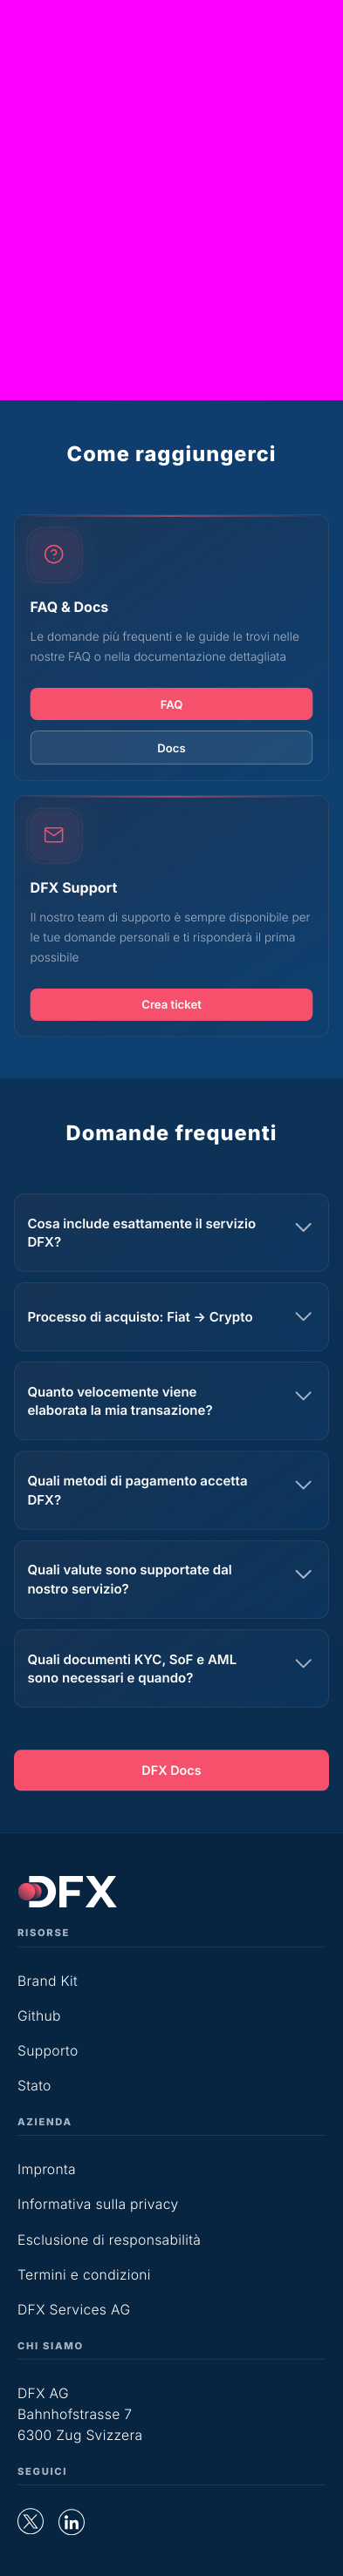 Come raggiungerci
FAQ & Docs
Le domande più frequenti e le guide le trovi nelle
nostre FAQ o nella documentazione dettagliata
FAQ
Docs
DFX Support
Il nostro team di supporto è sempre disponibile per
le tue domande personali e ti risponderà il prima
possibile
Crea ticket
Domande frequenti
Cosa include esattamente il servizio
DFX?
Processo di acquisto: Fiat → Crypto
Quanto velocemente viene
elaborata la mia transazione?
Quali metodi di pagamento accetta
DFX?
Quali valute sono supportate dal
nostro servizio?
Quali documenti KYC, SoF e AML
sono necessari e quando?
DFX Docs
DFX
RISORSE
Brand Kit
Github
Supporto
Stato
AZIENDA
Impronta
Informativa sulla privacy
Esclusione di responsabilità
Termini e condizioni
DFX Services AG
CHI SIAMO
DFX AG
Bahnhofstrasse 7
6300 Zug Svizzera
SEGUICI